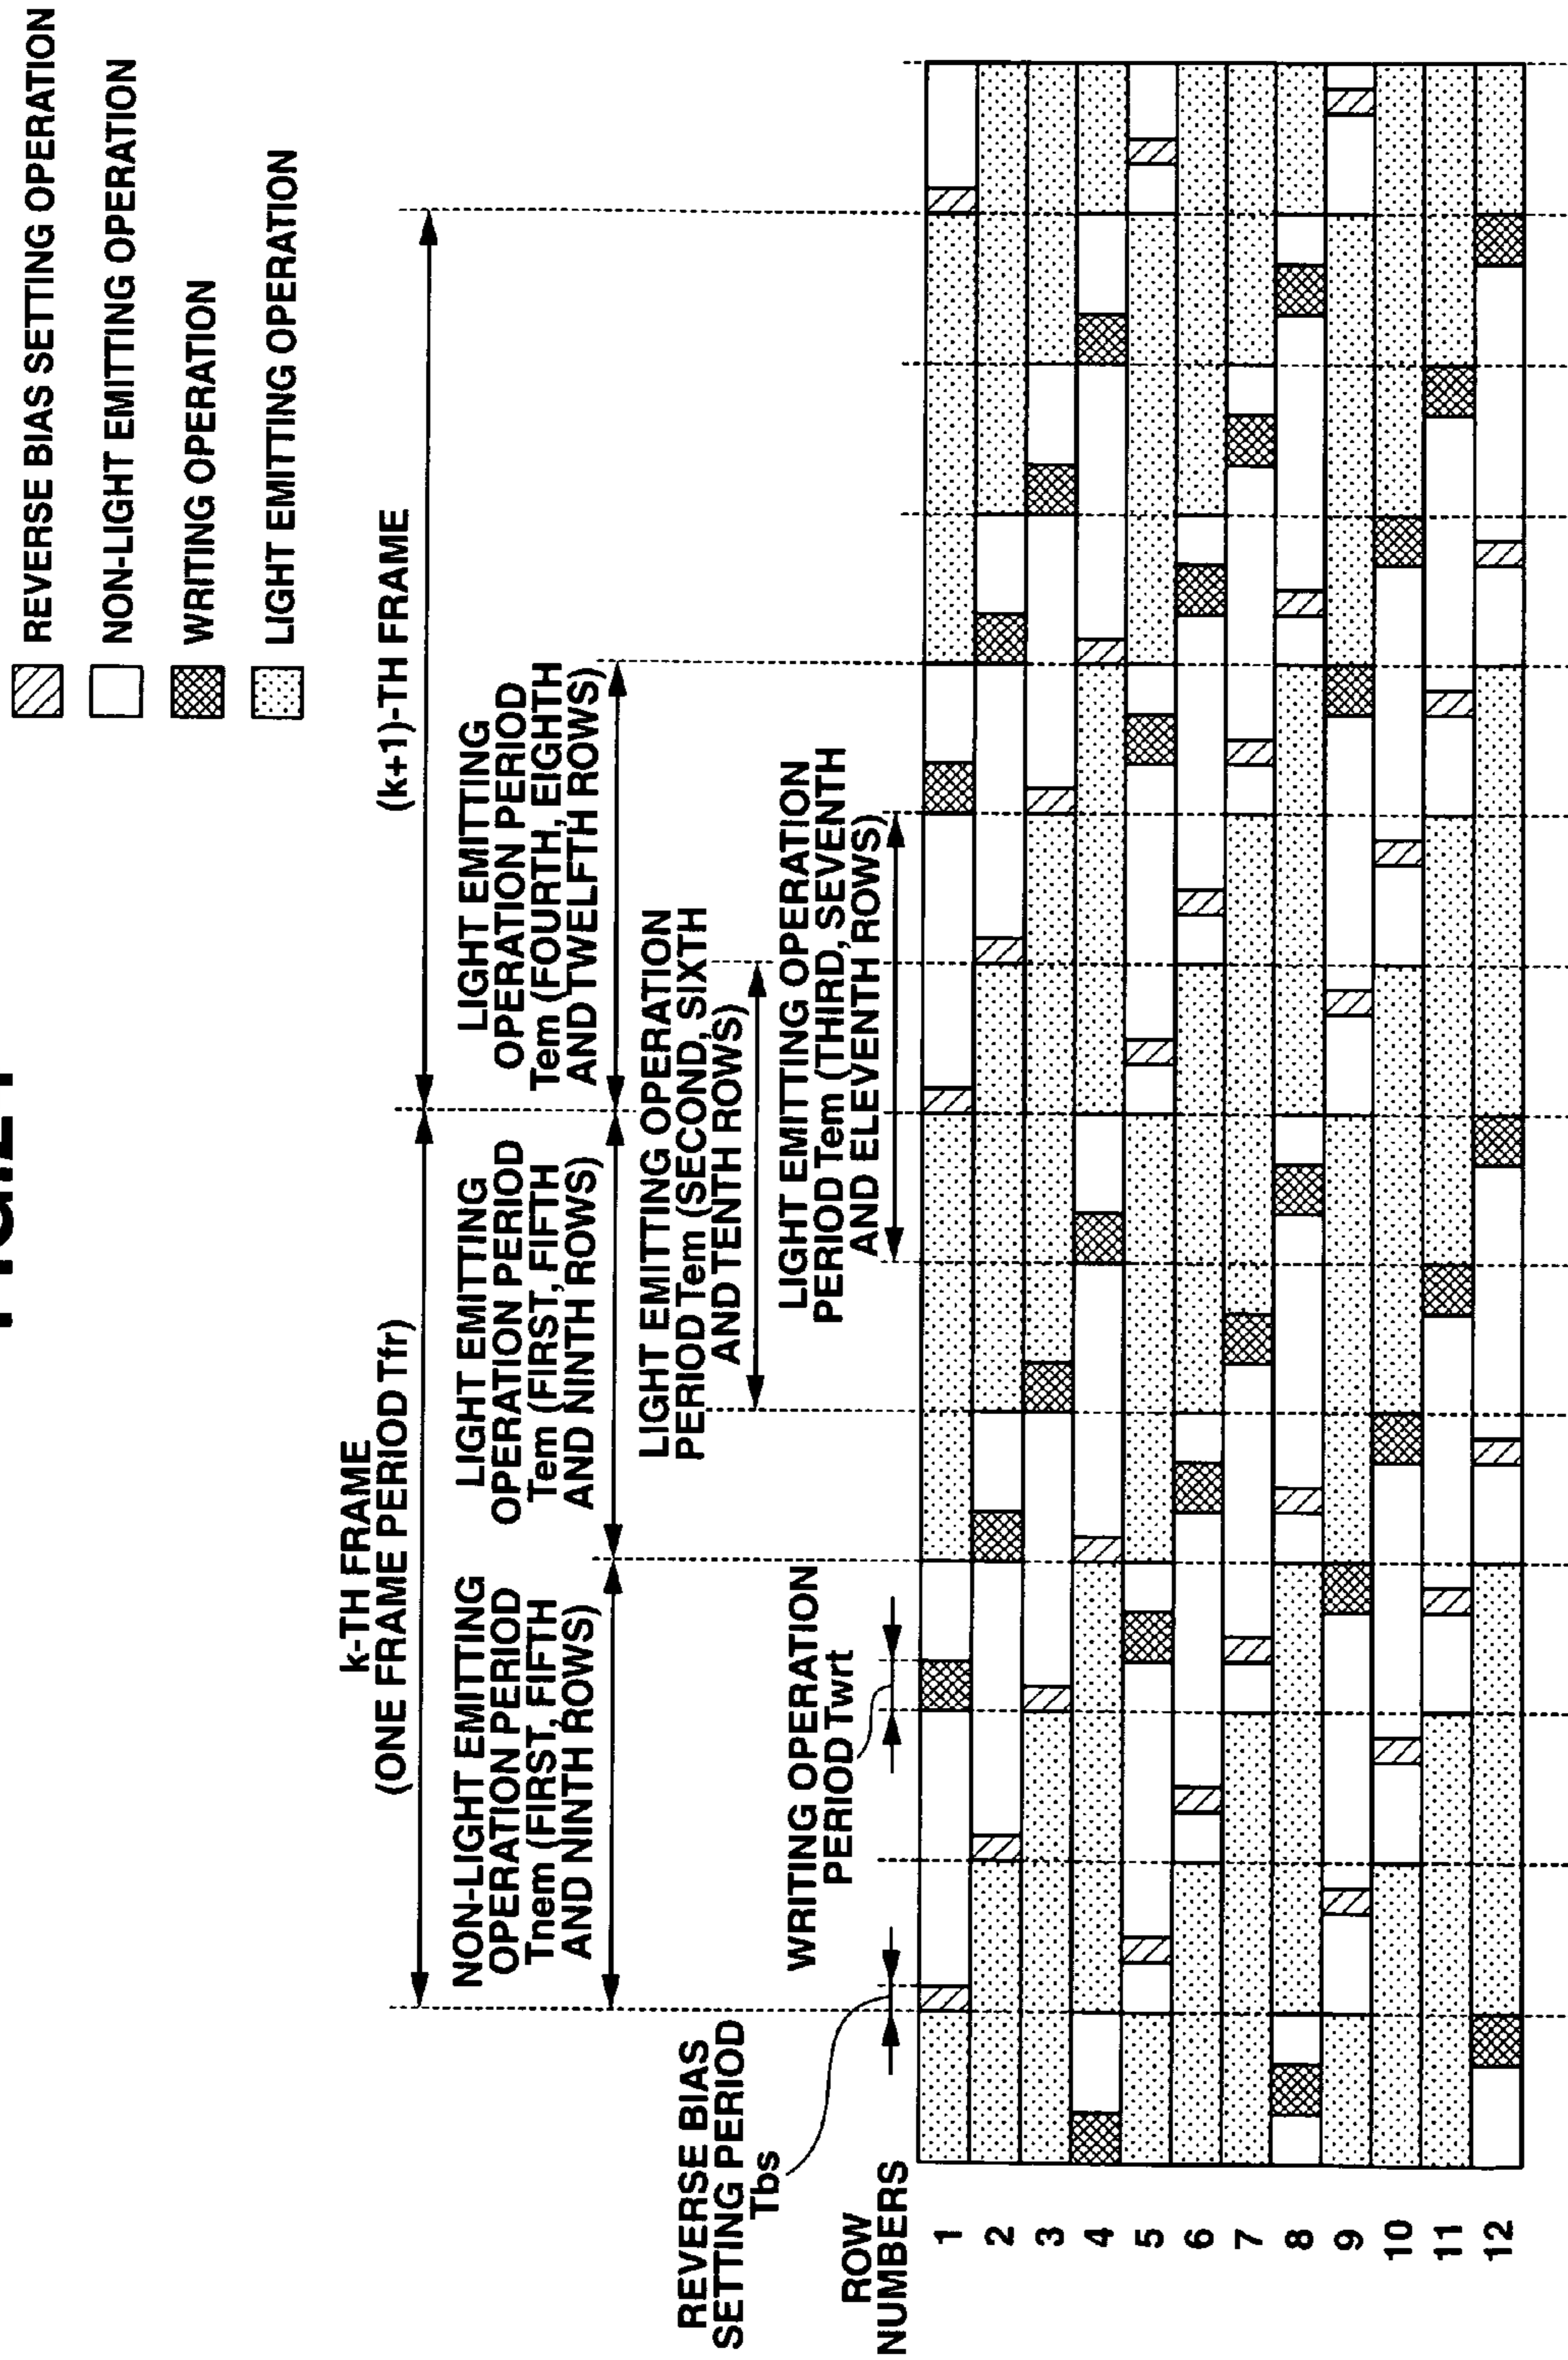 REVERSE BIAS SETTING OPERATION
NON-LIGHT EMITTING OPERATION
WRITING OPERATION
LIGHT EMITTING OPERATION
k-TH FRAME
(ONE FRAME PERIOD Tfr)
(k+1)-TH FRAME
NON-LIGHT EMITTING
OPERATION PERIOD
Tnem (FIRST, FIFTH
AND NINTH ROWS)
LIGHT EMITTING
OPERATION PERIOD
Tem (FIRST, FIFTH
AND NINTH ROWS)
LIGHT EMITTING
OPERATION PERIOD
Tem (FOURTH, EIGHTH
AND TWELFTH ROWS)
LIGHT EMITTING OPERATION
PERIOD Tem (SECOND, SIXTH
AND TENTH ROWS)
LIGHT EMITTING OPERATION
PERIOD Tem (THIRD, SEVENTH
AND ELEVENTH ROWS)
REVERSE BIAS
SETTING PERIOD
Tbs
WRITING OPERATION
PERIOD Twrt
ROW
NUMBERS
1
2
3
4
5
6
7
8
9
10
11
12